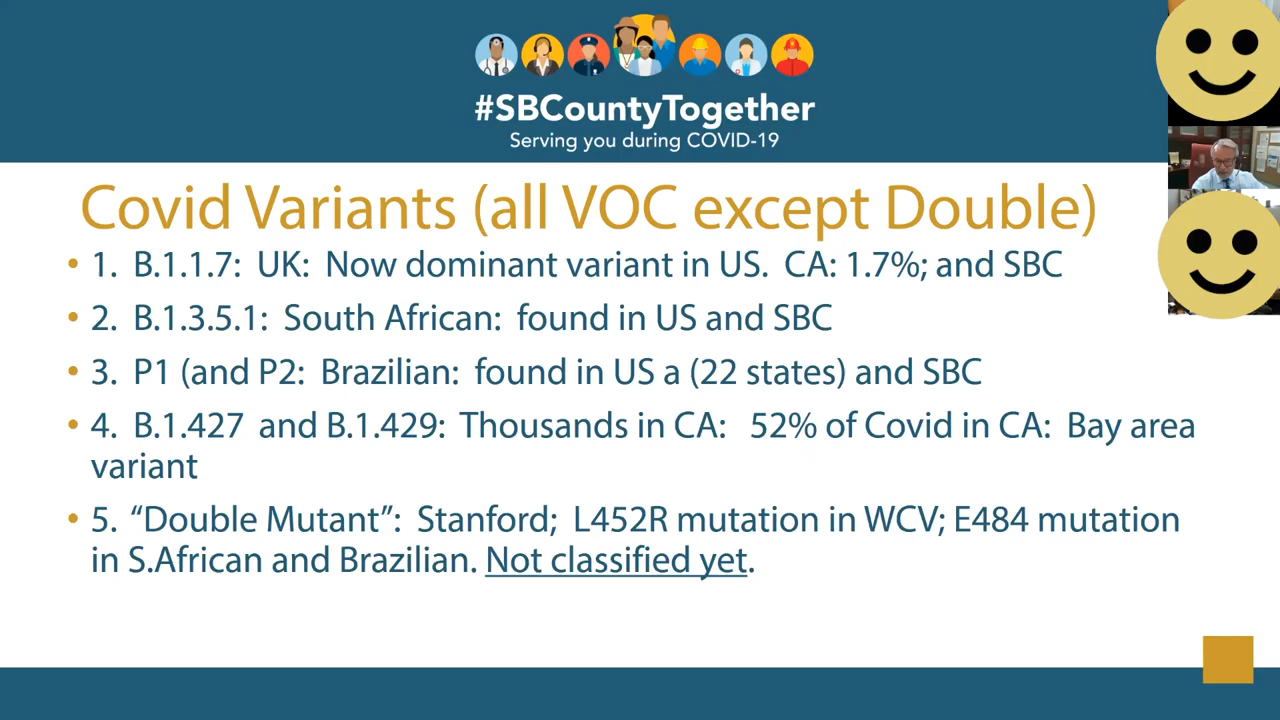 #SBCountyTogether
Serving you during COVID-19
Covid Variants (all VOC except Double)
• 1. B.1.1.7: UK: Now dominant variant in US. CA: 1.7%; and SBC
• 2. B.1.3.5.1: South African: found in US and SBC
• 3. P1 (and P2: Brazilian: found in US a (22 states) and SBC
• 4. B.1.427 and B.1.429: Thousands in CA: 52% of Covid in CA: Bay area
variant
• 5. “Double Mutant”: Stanford; L452R mutation in WCV; E484 mutation
in S.African and Brazilian. Not classified yet.